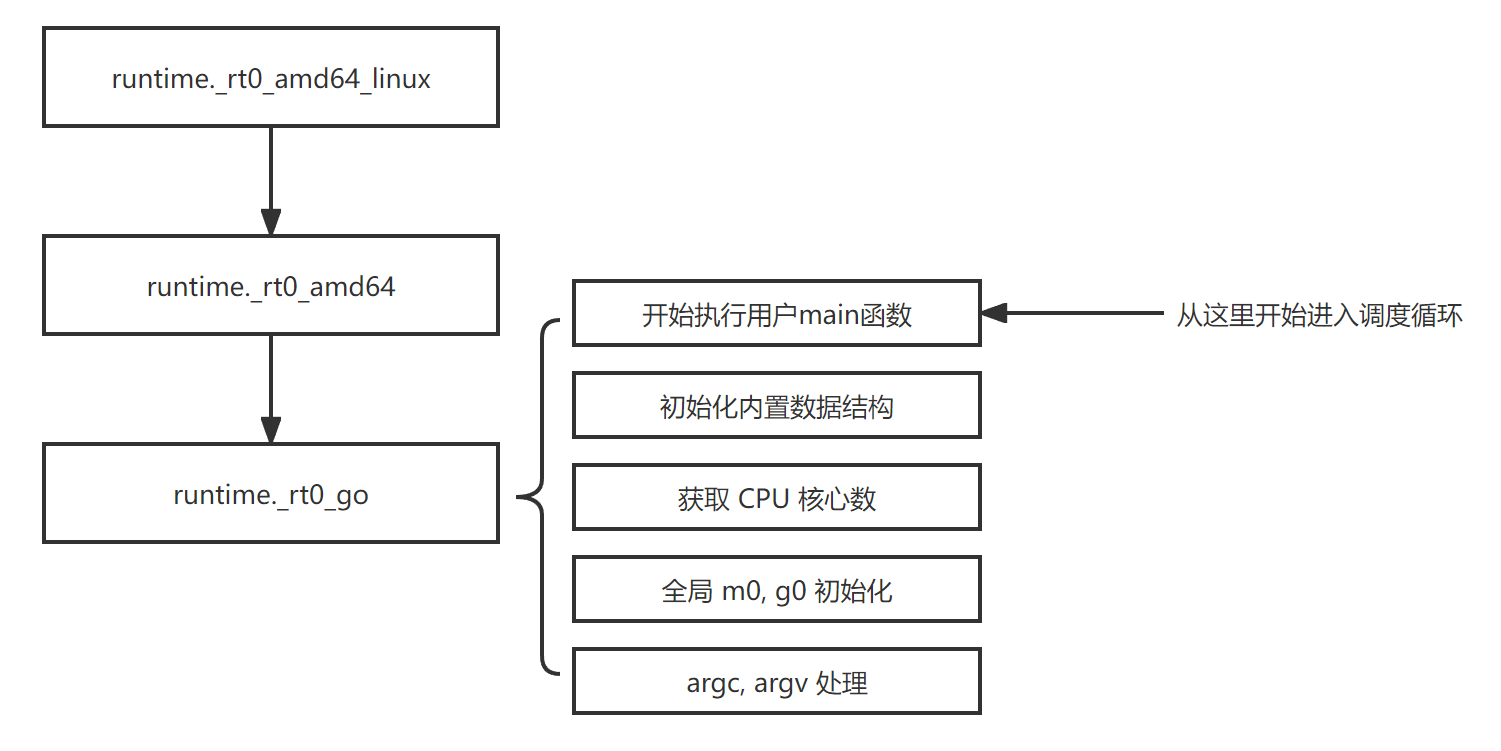 runtime._rt0_amd64_linux
runtime._rt0_amd64
runtime._rt0_go
开始执行用户main函数
从这里开始进入调度循环
初始化内置数据结构
获取 CPU 核心数
全局 m0, g0 初始化
argc, argv 处理